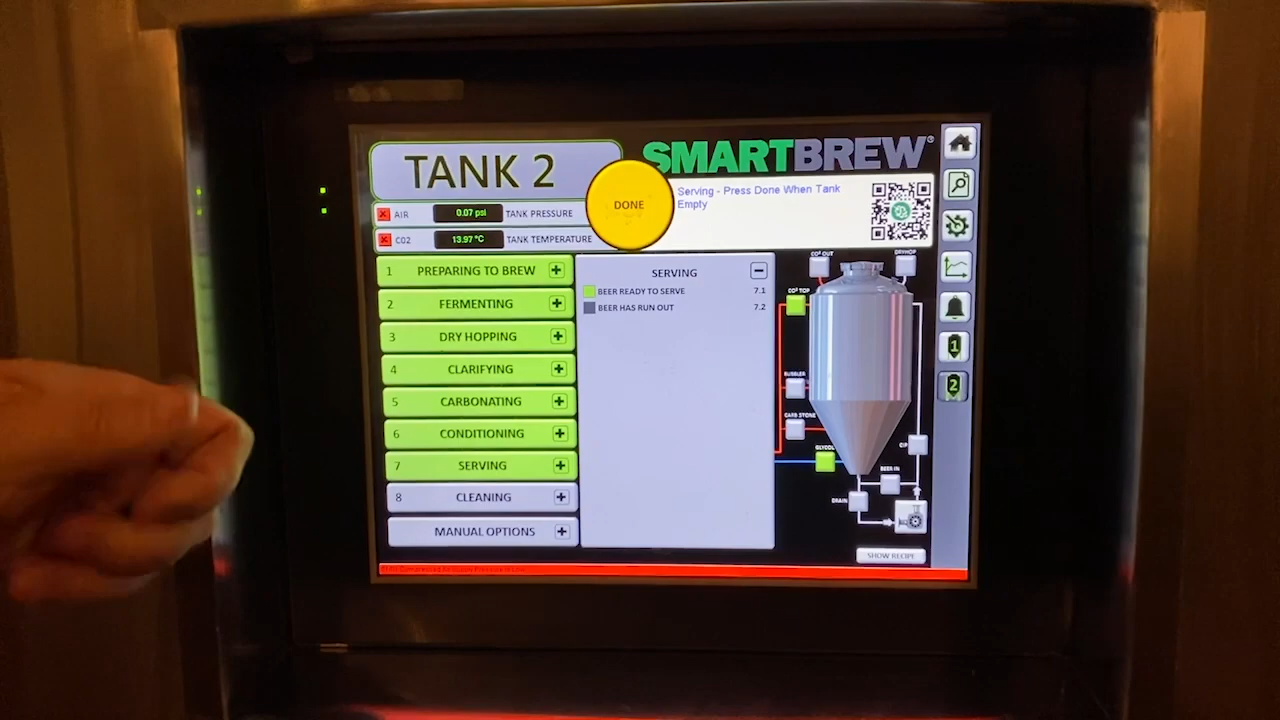 TANK 2
SMARTBREW®
DONE
Serving - Press Done When Tank
Empty
AIR
0.07 psi
TANK PRESSURE
CO2
13.97 °C
TANK TEMPERATURE
1 PREPARING TO BREW +
2 FERMENTING +
3 DRY HOPPING +
4 CLARIFYING +
5 CARBONATING +
6 CONDITIONING +
7 SERVING +
8 CLEANING +
MANUAL OPTIONS +
SERVING
BEER READY TO SERVE 7.1
BEER HAS RUN OUT 7.2
CO² OUT
DRYHOP
CO² TOP
BUBBLER
CARB STONE
GLYCOL
CIP
BEER IN
DRAIN
SHOW RECIPE
1
2